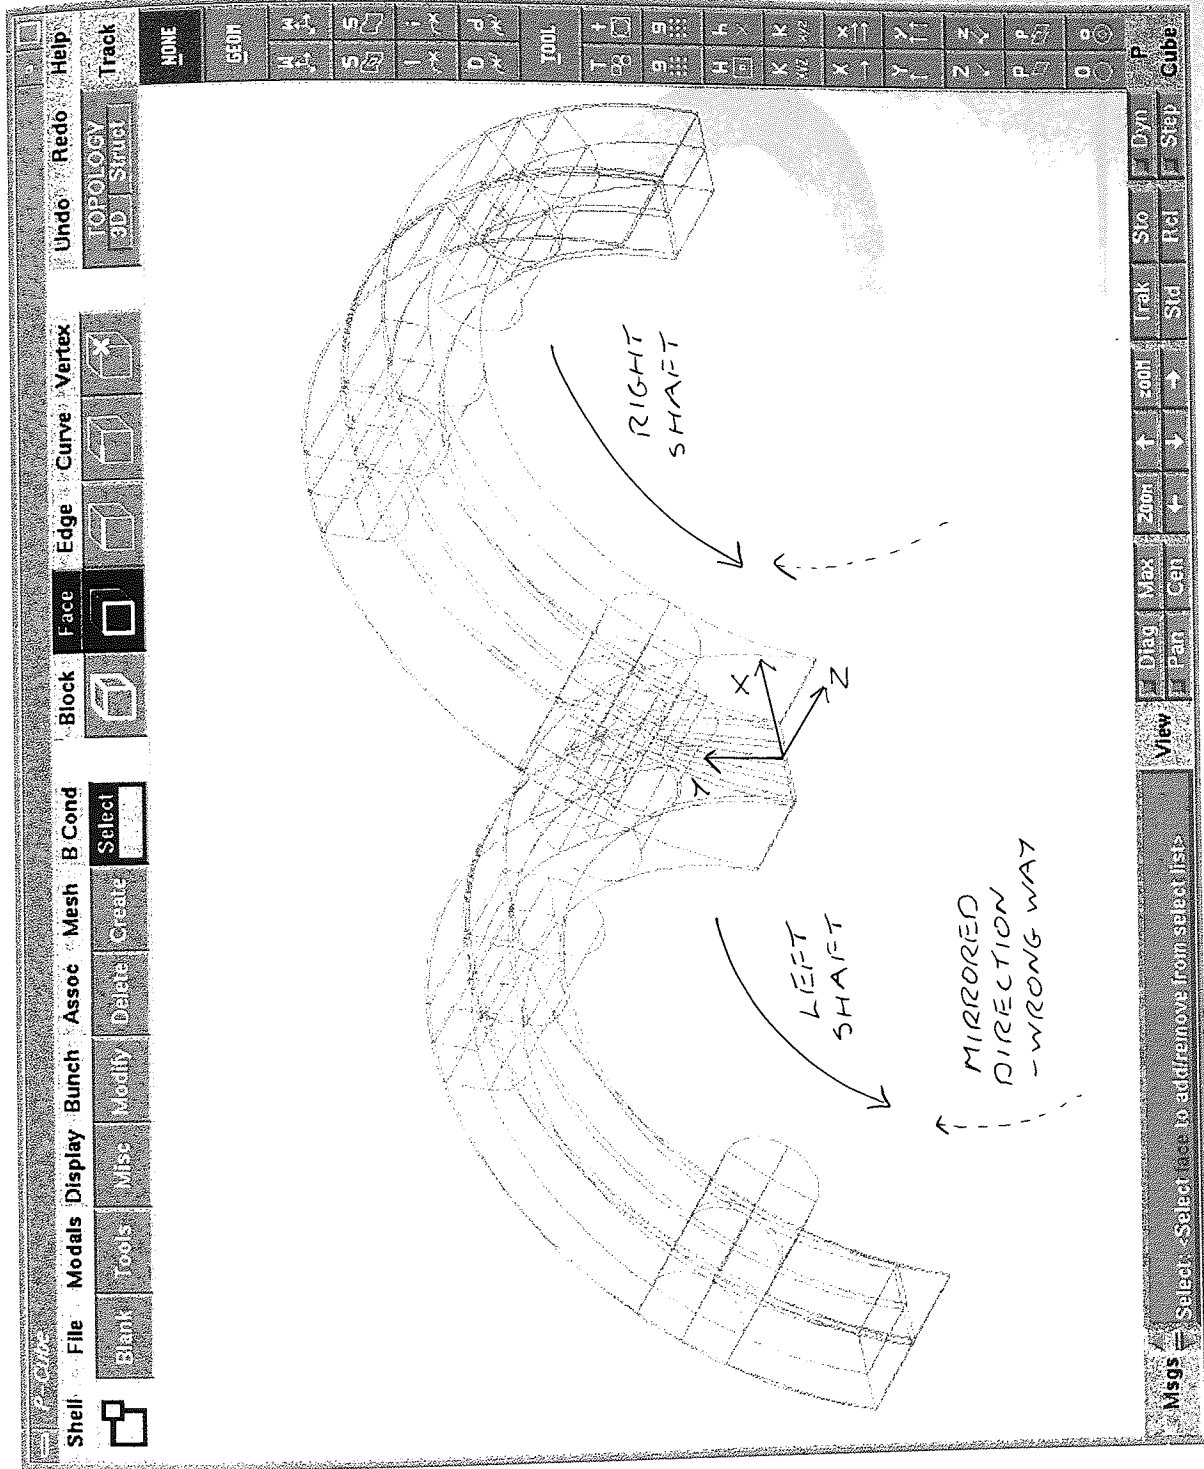 P-Cube
Shell File Modals Display Bunch Assoc Mesh B Cond Block Face Edge Curve Vertex Undo Redo Help
Blank Tools Misc Modify Delete Create Select TOPOLOGY Track
3D Struct
NONE
GEOM
W W
S S
I i
D d
TOOL
T t
g g
H h
K K
X x
Y Y
Z z
P P
O o
RIGHT
SHAFT
Y
X
Z
LEFT
SHAFT
MIRRORED
DIRECTION
-WRONG WAY
Msgs Select: <Select face to add/remove from select list> View
Diag Max Zoom ↑ zooM Trak Sto Dyn P
Pan Cen ← ↓ → Std Rcl Step Cube